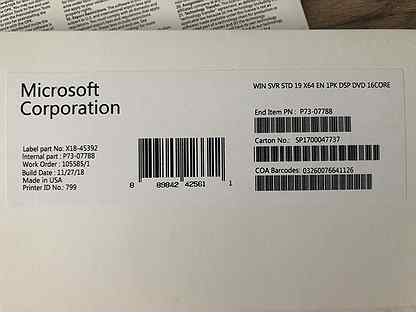 Microsoft
Corporation
WIN SVR STD 19 X64 EN 1PK DSP DVD 16CORE
End Item PN : P73-07788
Carton No.: SP1700047737
COA Barcodes: 03260076641126
Label part No: X18-45392
Internal part : P73-07788
Work Order : 105585/1
Build Date : 11/27/18
Made in USA
Printer ID No.: 799
8 89842 42561 1